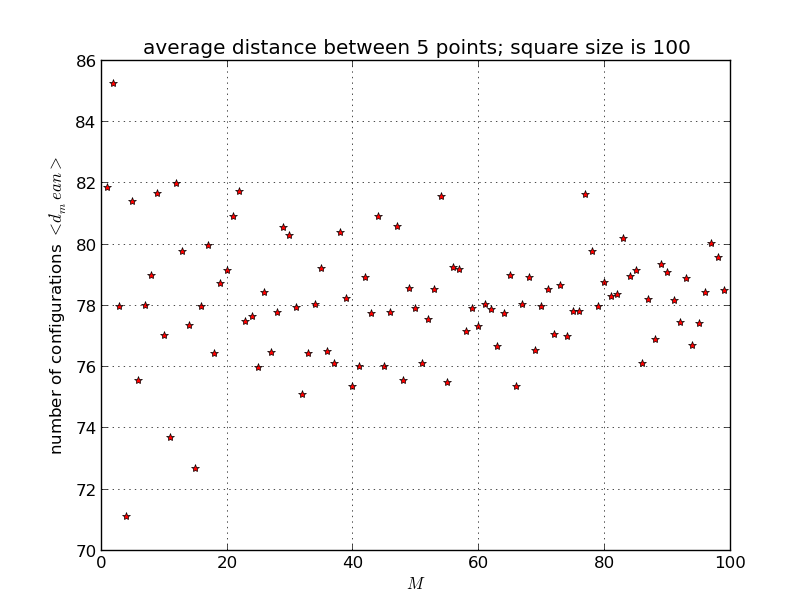 average distance between 5 points; square size is 100
86
84
82
80
78
76
74
72
70
number of configurations <d_m ean>
0 20 40 60 80 100
M